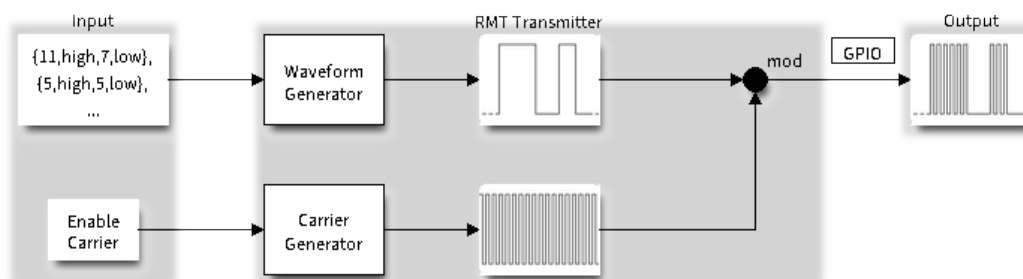 Input
RMT Transmitter
Output
{11,high,7,low},
{5,high,5,low},
...
Waveform
Generator
mod
GPIO
Enable
Carrier
Carrier
Generator